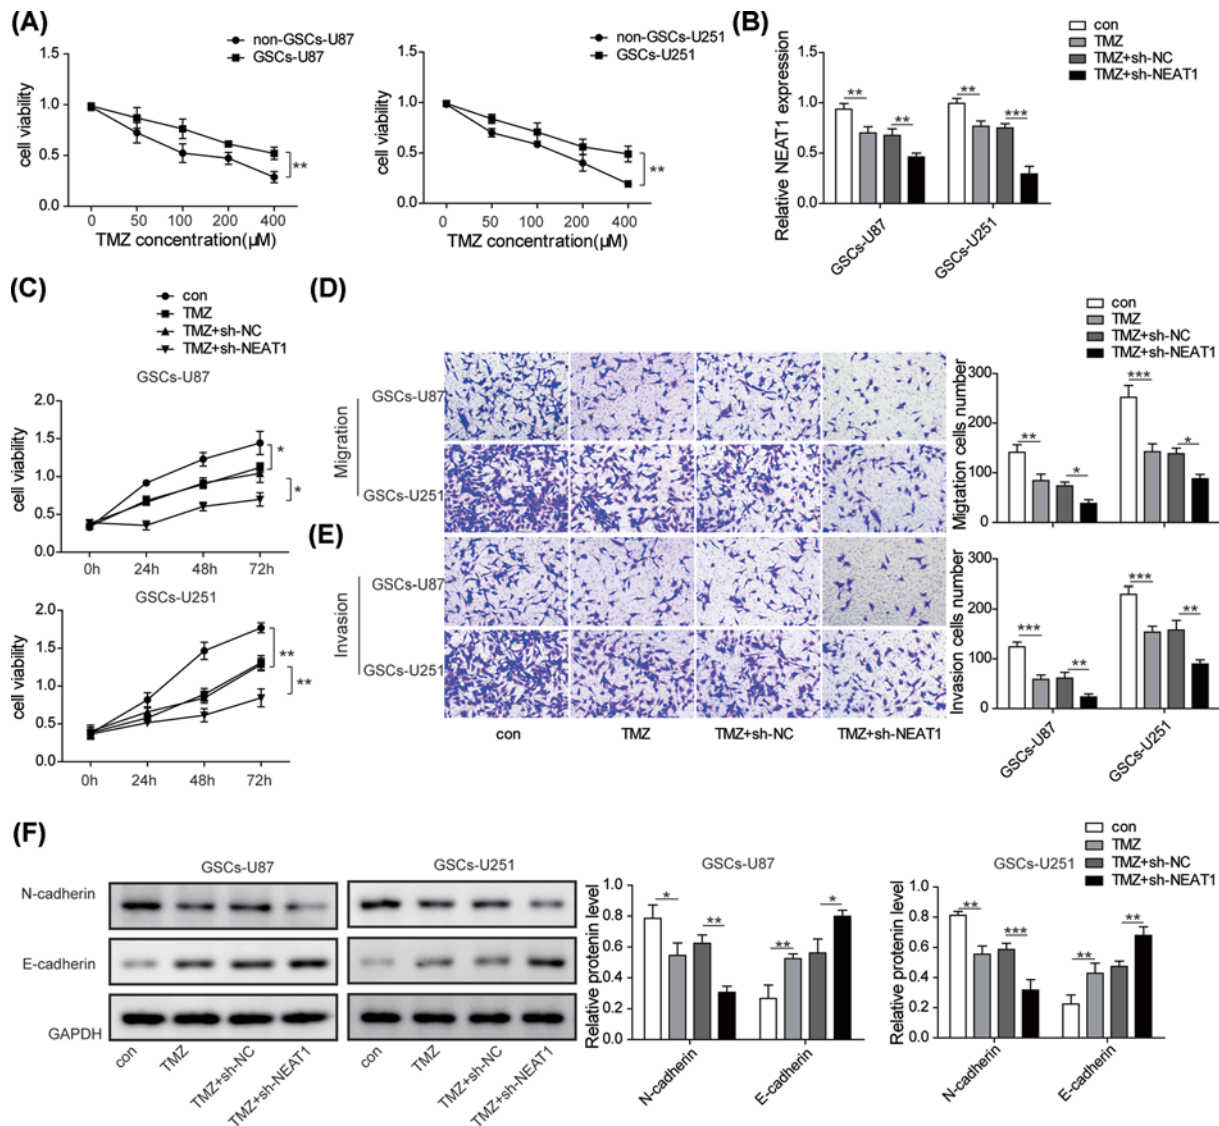 (A)
non-GSCs-U87
GSCs-U87
1.5
1.0
0.5
0.0
cell viability
0 50 100 200 400
TMZ concentration(μM)
**
non-GSCs-U251
GSCs-U251
1.5
1.0
0.5
0.0
cell viability
0 50 100 200 400
TMZ concentration(μM)
**
(B)
con
TMZ
TMZ+sh-NC
TMZ+sh-NEAT1
Relative NEAT1 expression
1.5
1.0
0.5
0.0
** ** ** ***
GSCs-U87 GSCs-U251
(C)
con
TMZ
TMZ+sh-NC
TMZ+sh-NEAT1
GSCs-U87
cell viability
2.0
1.5
1.0
0.5
0.0
*
*
0h 24h 48h 72h
GSCs-U251
cell viability
2.0
1.5
1.0
0.5
0.0
**
**
0h 24h 48h 72h
(D)
Migration
GSCs-U87
GSCs-U251
con
TMZ
TMZ+sh-NC
TMZ+sh-NEAT1
Migtation cells number
300
200
100
0
** * *** *
(E)
Invasion
GSCs-U87
GSCs-U251
con TMZ TMZ+sh-NC TMZ+sh-NEAT1
Invasion cells number
300
200
100
0
*** ** *** **
GSCs-U87 GSCs-U251
(F)
GSCs-U87 GSCs-U251
N-cadherin
E-cadherin
GAPDH
con TMZ TMZ+sh-NC TMZ+sh-NEAT1
con TMZ TMZ+sh-NC TMZ+sh-NEAT1
GSCs-U87
Relative protenin level
1.0
0.8
0.6
0.4
0.2
0.0
* ** ** *
N-cadherin E-cadherin
GSCs-U251
con
TMZ
TMZ+sh-NC
TMZ+sh-NEAT1
Relative protenin level
1.0
0.8
0.6
0.4
0.2
0.0
** *** ** **
N-cadherin E-cadherin